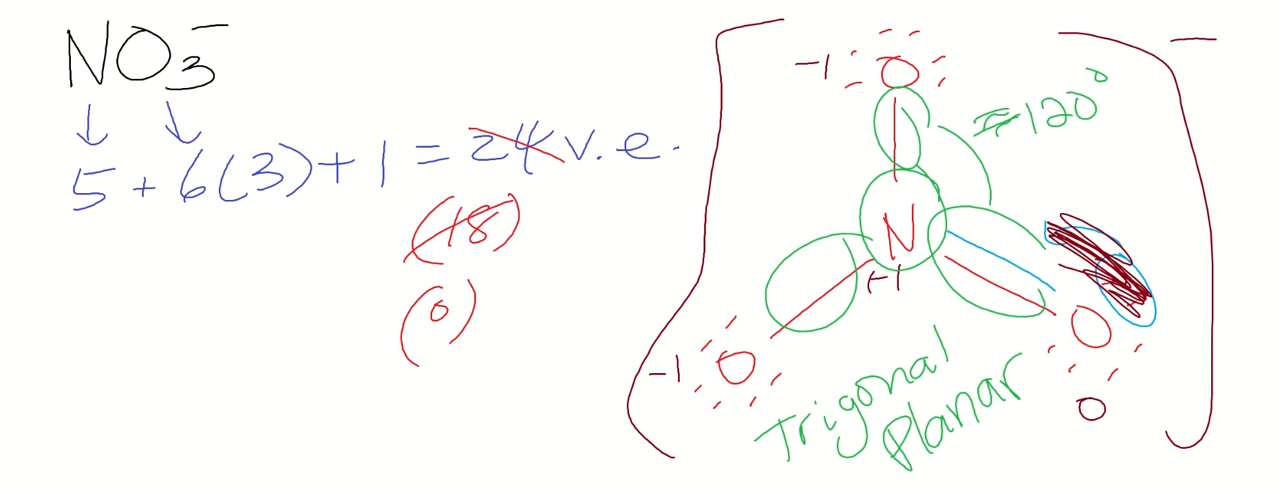 NO₃⁻
5 + 6(3) + 1 = 24 v.e.
(18)
(0)
-1 O
≈120°
N
+1
-1 O
O
0
Trigonal
Planar